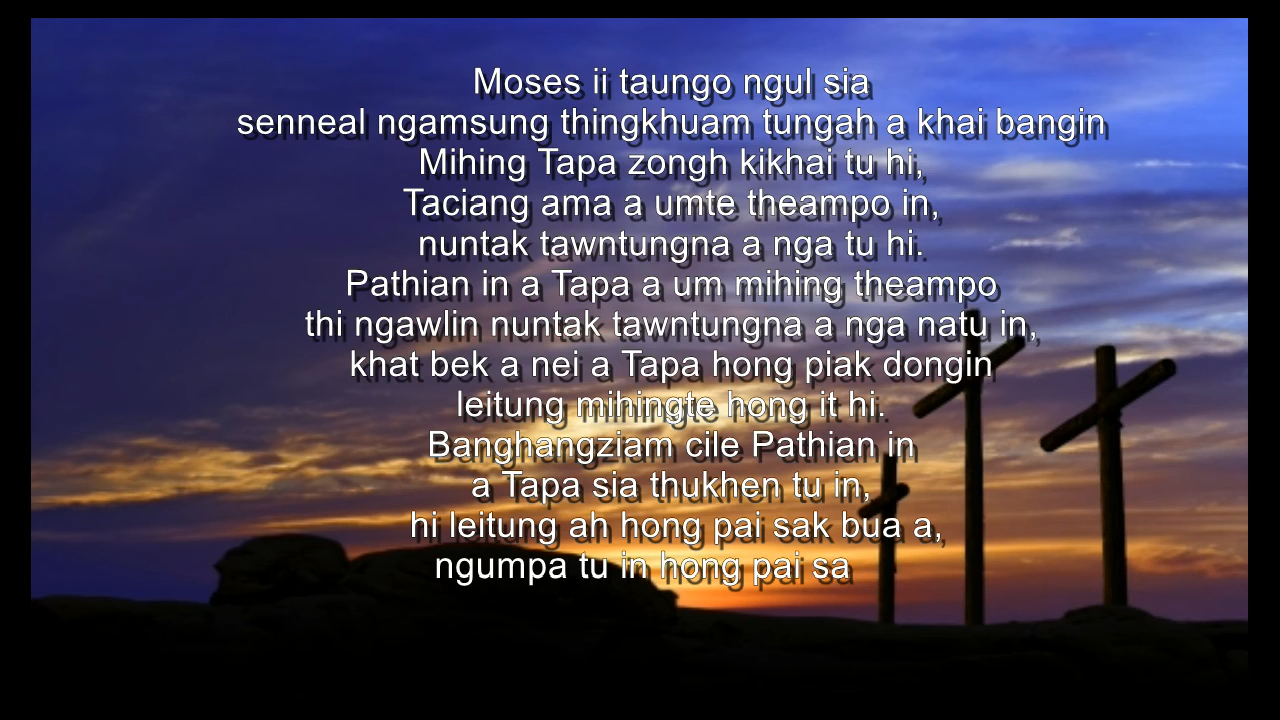 Moses ii taungo ngul sia
senneal ngamsung thingkhuam tungah a khai bangin
Mihing Tapa zongh kikhai tu hi,
Taciang ama a umte theampo in,
nuntak tawntungna a nga tu hi.
Pathian in a Tapa a um mihing theampo
thi ngawlin nuntak tawntungna a nga natu in,
khat bek a nei a Tapa hong piak dongin
leitung mihingte hong it hi.
Banghangziam cile Pathian in
a Tapa sia thukhen tu in,
hi leitung ah hong pai sak bua a,
ngumpa tu in hong pai sa